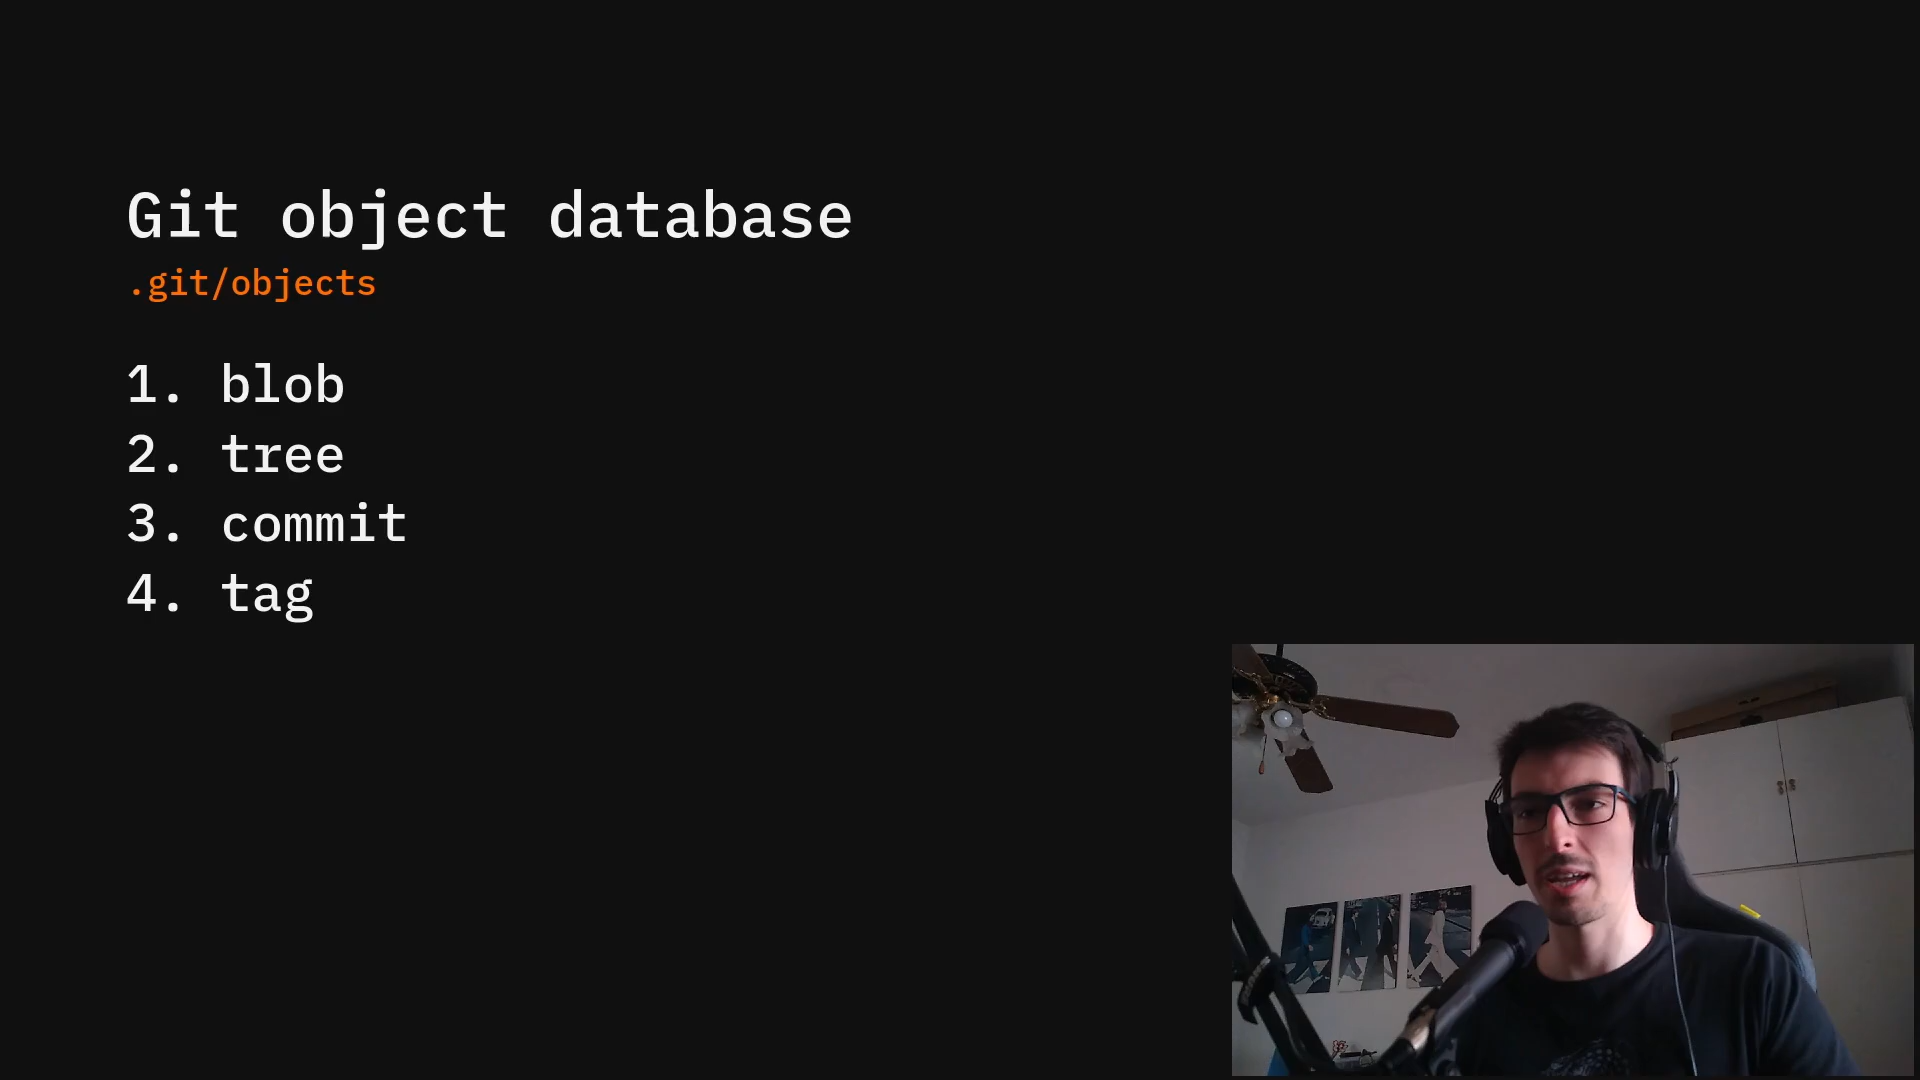 Git object database
.git/objects
1. blob
2. tree
3. commit
4. tag